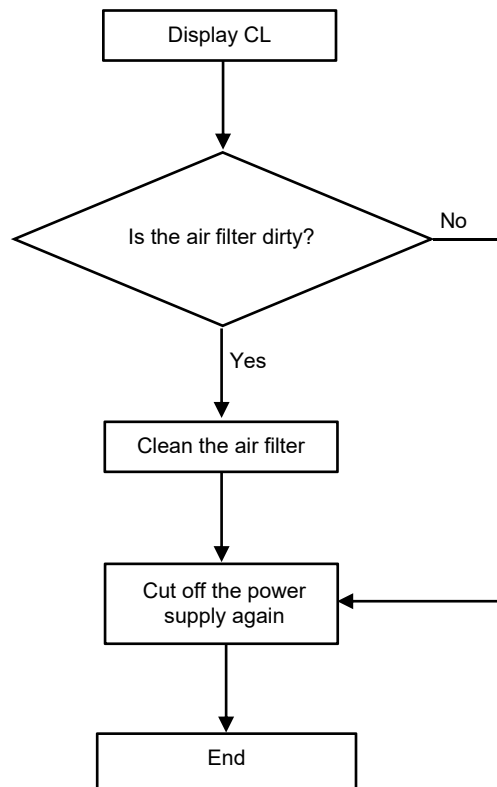 Display CL
Is the air filter dirty?
No
Yes
Clean the air filter
Cut off the power
supply again
End